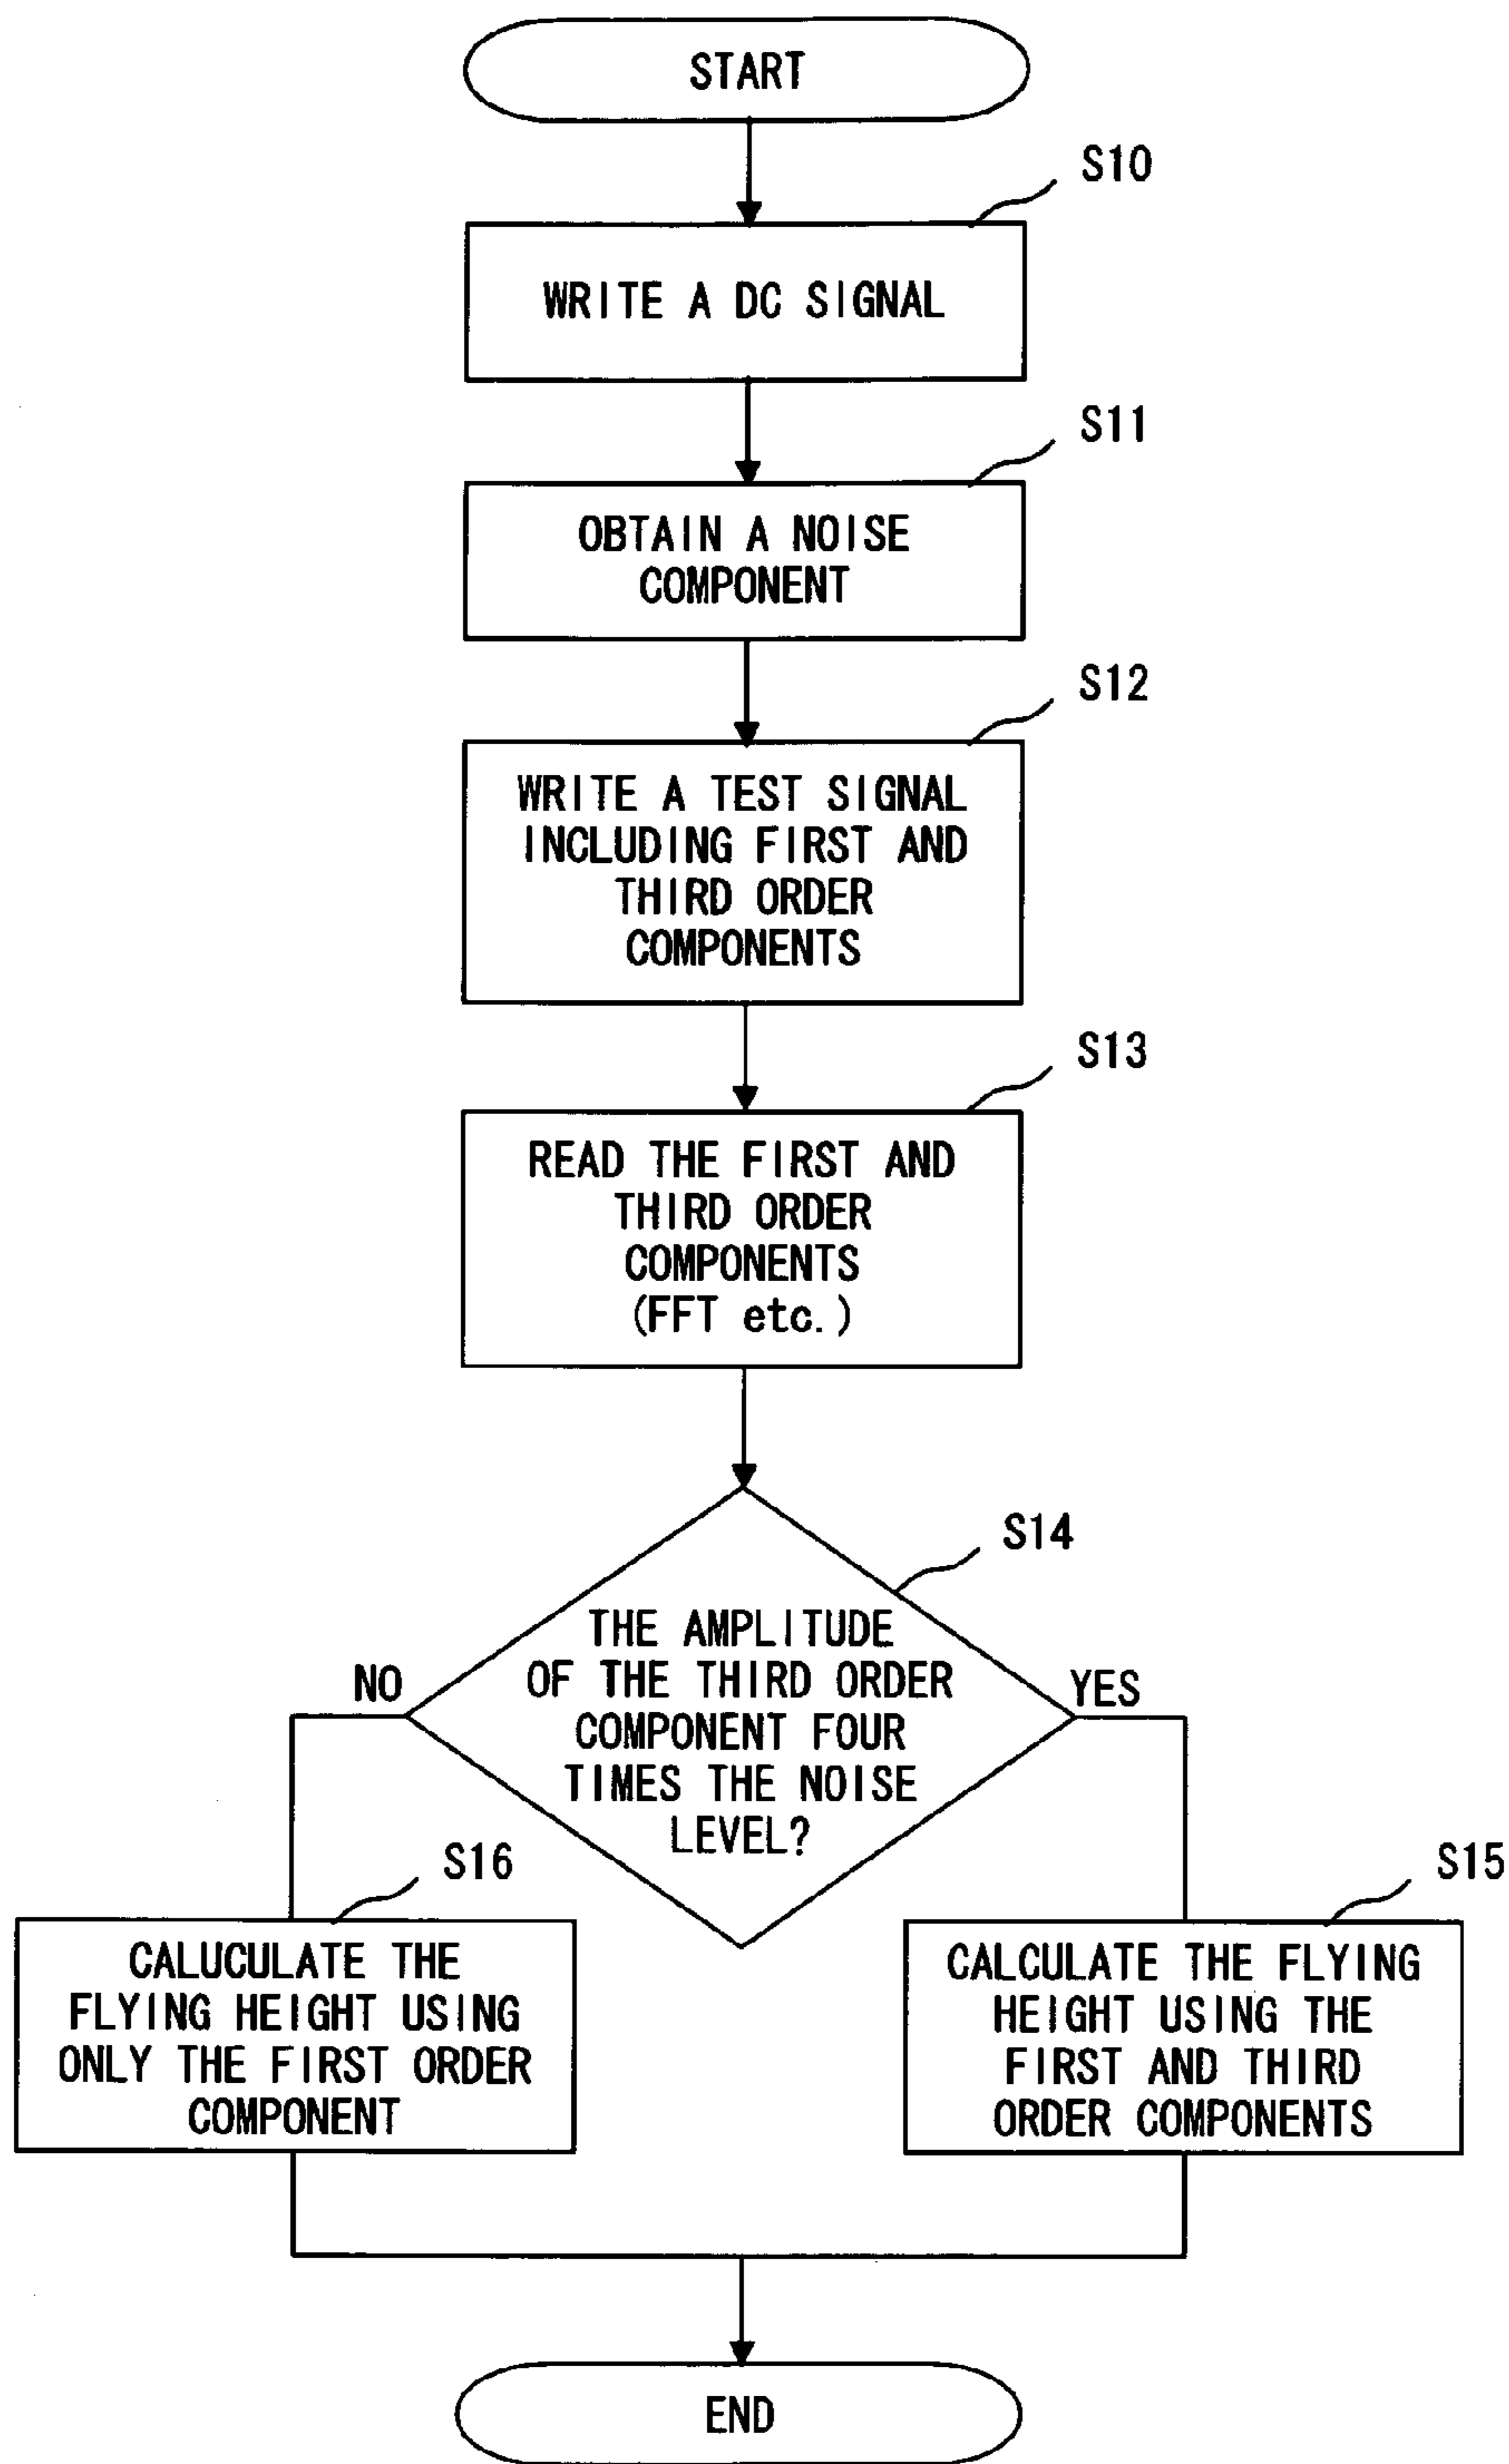 START
S10
WRITE A DC SIGNAL
S11
OBTAIN A NOISE
COMPONENT
S12
WRITE A TEST SIGNAL
INCLUDING FIRST AND
THIRD ORDER
COMPONENTS
S13
READ THE FIRST AND
THIRD ORDER
COMPONENTS
(FFT etc.)
S14
THE AMPLITUDE
OF THE THIRD ORDER
COMPONENT FOUR
TIMES THE NOISE
LEVEL?
NO
YES
S16
CALUCULATE THE
FLYING HEIGHT USING
ONLY THE FIRST ORDER
COMPONENT
S15
CALCULATE THE FLYING
HEIGHT USING THE
FIRST AND THIRD
ORDER COMPONENTS
END